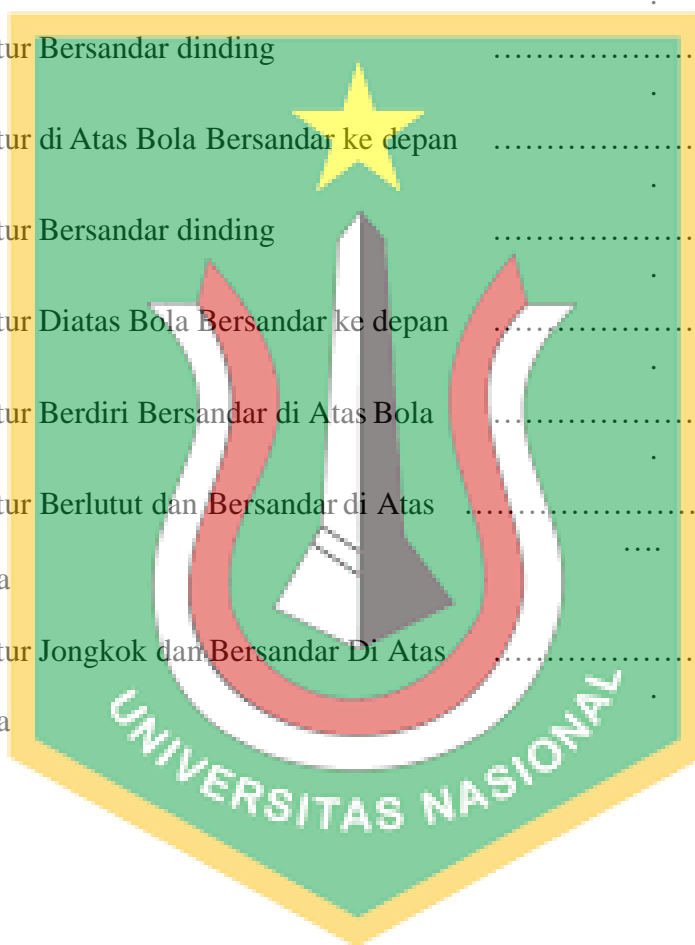 .
tur Bersandar dinding …………………
.
tur di Atas Bola Bersandar ke depan …………………
.
tur Bersandar dinding …………………
.
tur Diatas Bola Bersandar ke depan …………………
.
tur Berdiri Bersandar di Atas Bola …………………
.
tur Berlutut dan Bersandar di Atas …………………
….
a
tur Jongkok dan Bersandar Di Atas …………………
.
a
UNIVERSITAS NASIONAL